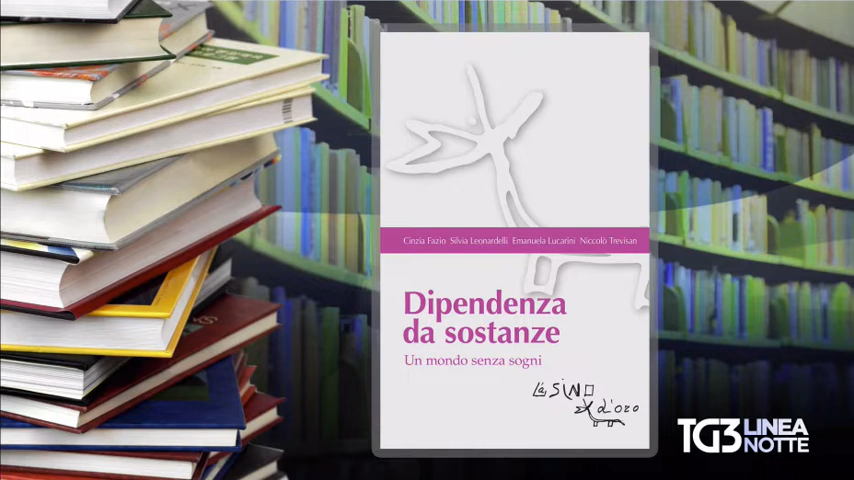 Cinzia Fazio Silvia Leonardelli Emanuela Lucarini Niccolò Trevisan
Dipendenza
da sostanze
Un mondo senza sogni
l'aSiNo
d'oro
TG3 LINEA
NOTTE